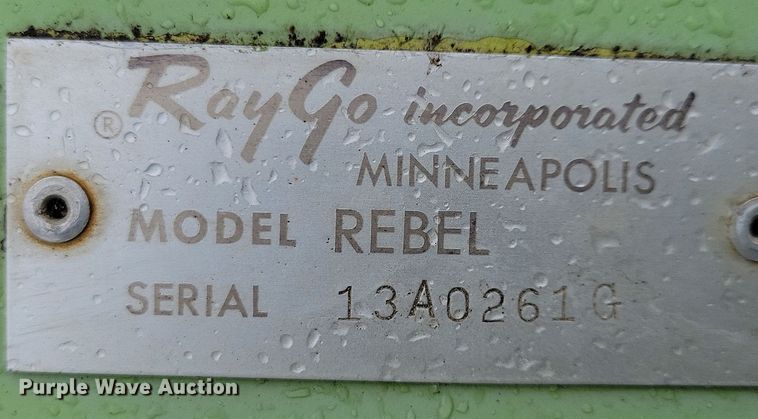 RayGo incorporated
®
MINNEAPOLIS
MODEL REBEL
SERIAL 13A0261G
Purple Wave Auction